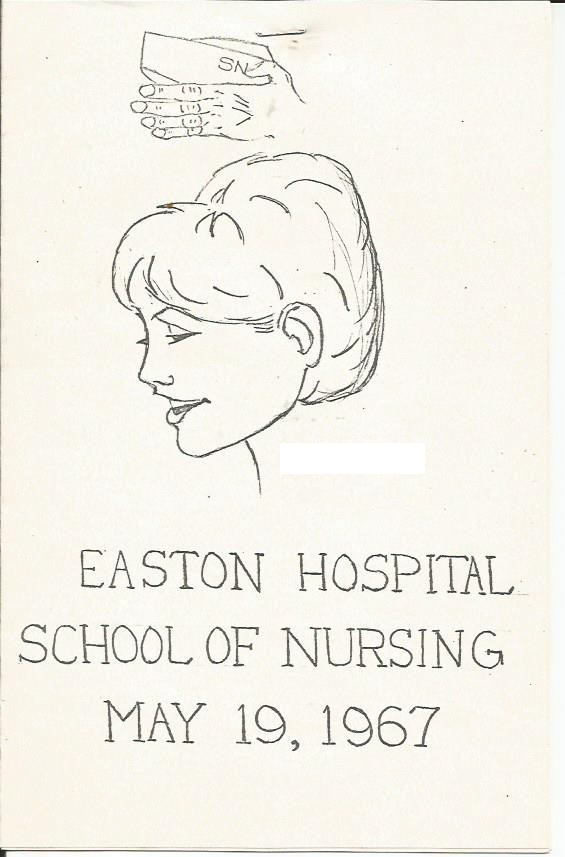 SN
EASTON HOSPITAL
SCHOOL OF NURSING
MAY 19, 1967